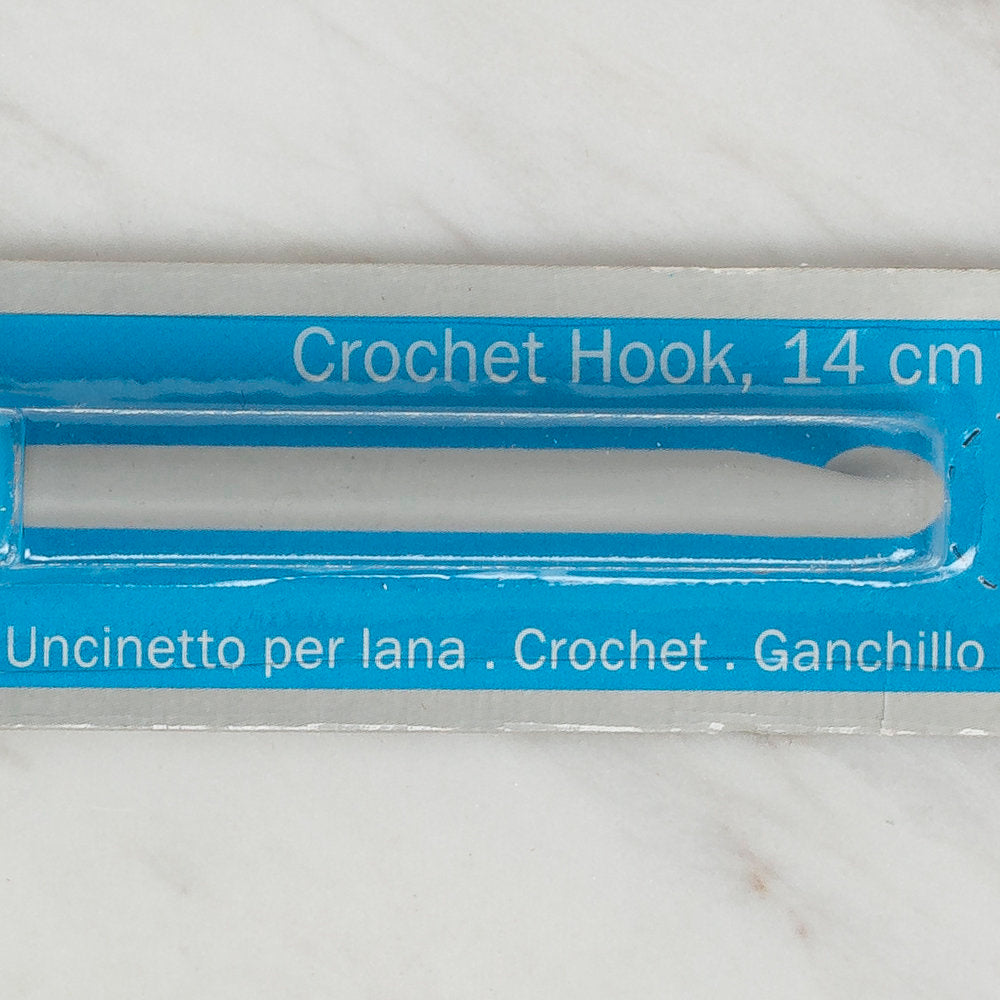 Crochet Hook, 14 cm
Uncinetto per lana . Crochet . Ganchillo